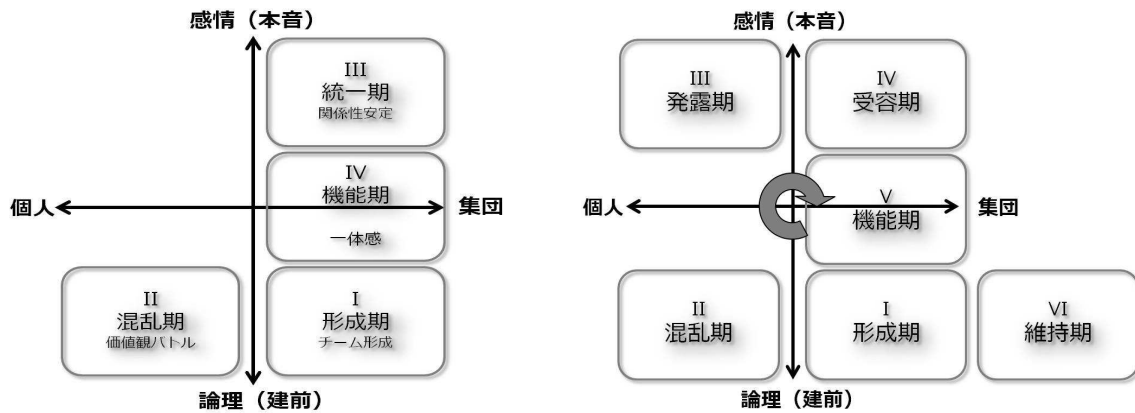 感情（本音）
III
統一期
関係性安定
IV
機能期
一体感
個人
集団
II
混乱期
価値観バトル
I
形成期
チーム形成
論理（建前）
感情（本音）
III
発露期
IV
受容期
V
機能期
個人
集団
II
混乱期
I
形成期
VI
維持期
論理（建前）